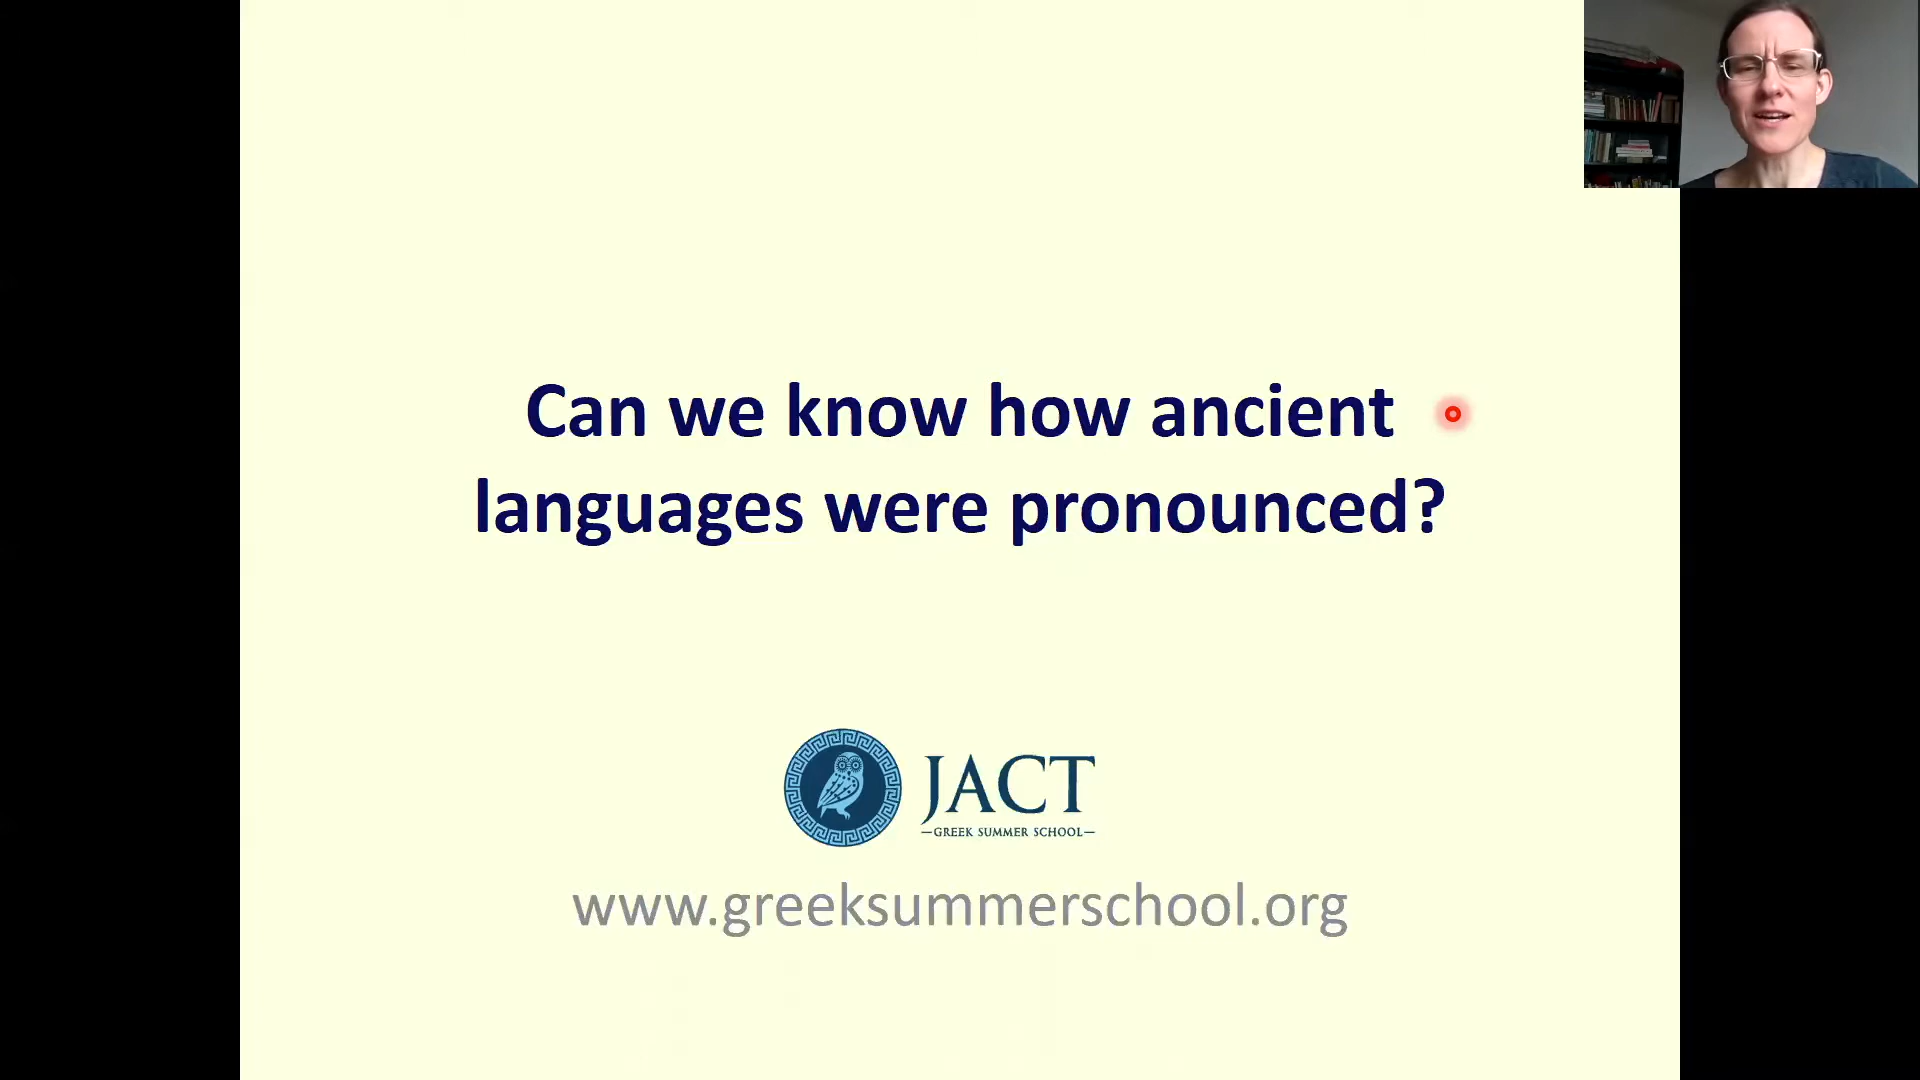 Can we know how ancient
languages were pronounced?
JACT
GREEK SUMMER SCHOOL
www.greeksummerschool.org